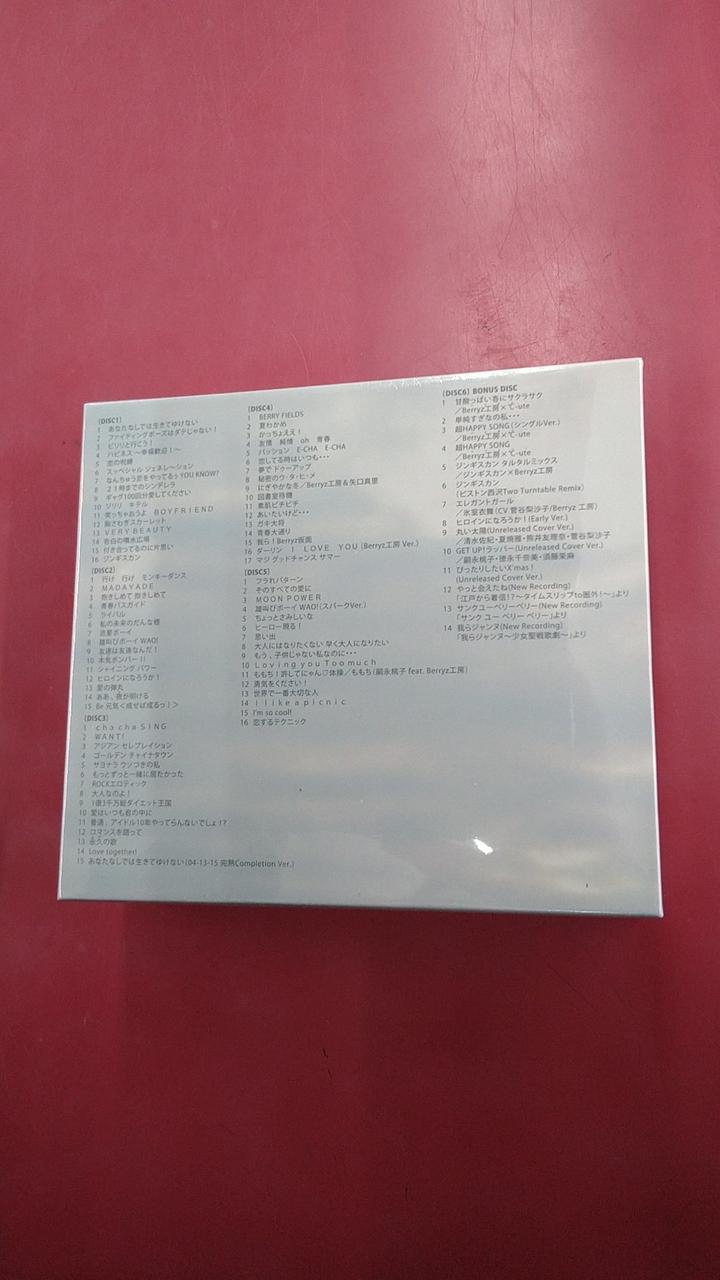 [DISC1]
1 あなたなしでは生きてゆけない
2 ファイティングポーズはダテじゃない!
3 ピリリと行こう!
4 ハピネス 〜幸福歓迎!〜
5 恋の呪縛
6 スッペシャル ジェネレ〜ション
7 なんちゅう恋をやってるぅ YOU KNOW?
8 21時までのシンデレラ
9 ギャグ100回分愛してください
10 ジリリ キテル
11 笑っちゃおうよ BOYFRIEND
12 胸さわぎスカーレット
13 VERY BEAUTY
14 告白の噴水広場
15 付き合ってるのに片思い
16 ジンギスカン
[DISC2]
1 行け 行け モンキーダンス
2 MADAYADE
3 抱きしめて 抱きしめて
4 青春バスガイド
5 ライバル
6 私の未来のだんな様
7 流星ボーイ
8 雄叫びボーイ WAO!
9 友達は友達なんだ!
10 本気ボンバー!!
11 シャイニング パワー
12 ヒロインになろうか!
13 愛の弾丸
14 ああ、夜が明ける
15 Be 元気<成せば成るっ!>
[DISC3]
1 cha cha SING
2 WANT!
3 アジアン セレブレイション
4 ゴールデン チャイナタウン
5 サヨナラ ウソつきの私
6 もっとずっと一緒に居たかった
7 ROCKエロティック
8 大人なのよ!
9 1億3千万総ダイエット王国
10 愛はいつも君の中に
11 普通、アイドル10年やってらんないでしょ!?
12 ロマンスを語って
13 永久の歌
14 Love together!
15 あなたなしでは生きてゆけない(04-13-15 完熟Completion Ver.)
[DISC4]
1 BERRY FIELDS
2 夏わかめ
3 かっちょええ!
4 友情 純情 oh 青春
5 パッション E-CHA E-CHA
6 恋してる時はいつも・・・
7 夢でドゥーアップ
8 秘密のウ・タ・ヒ・メ
9 にぎやかな冬/Berryz工房&矢口真里
10 図書室待機
11 素肌ピチピチ
12 あいたいけど・・・
13 ガキ大将
14 青春大通り
15 我ら!Berryz仮面
16 ダーリン I LOVE YOU (Berryz工房 Ver.)
17 マジ グッドチャンス サマー
[DISC5]
1 フラれパターン
2 そのすべての愛に
3 MOON POWER
4 雄叫びボーイ WAO!(スパークVer.)
5 ちょっとさみしいな
6 ヒーロー現る!
7 思い出
8 大人にはなりたくない 早く大人になりたい
9 もう、子供じゃない私なのに・・・
10 Loving you Too much
11 ももち!許してにゃん♡体操/ももち(嗣永桃子 feat. Berryz工房)
12 勇気をください!
13 世界で一番大切な人
14 I like a picnic
15 I'm so cool!
16 恋するテクニック
[DISC6] BONUS DISC
1 甘酸っぱい春にサクラサク
/Berryz工房×℃-ute
2 単純すぎなの私・・・
3 超HAPPY SONG(シングルVer.)
/Berryz工房×℃-ute
4 超HAPPY SONG
/Berryz工房×℃-ute
5 ジンギスカン タルタルミックス
/ジンギスカン×Berryz工房
6 ジンギスカン
(ピストン西沢Two Turntable Remix)
7 エレガントガール
/氷室衣舞(CV 菅谷梨沙子/Berryz 工房)
8 ヒロインになろうか!(Early Ver.)
9 丸い太陽(Unreleased Cover Ver.)
/清水佐紀・夏焼雅・熊井友理奈・菅谷梨沙子
10 GET UP!ラッパー(Unreleased Cover Ver.)
/嗣永桃子・徳永千奈美・須藤茉麻
11 ぴったりしたいX'mas!
(Unreleased Cover Ver.)
12 やっと会えたね(New Recording)
「江戸から着信!?〜タイムスリップto圏外!〜」より
13 サンクユーベリーベリー(New Recording)
「サンク ユー ベリー ベリー」より
14 我らジャンヌ(New Recording)
「我らジャンヌ〜少女聖戦歌劇〜」より